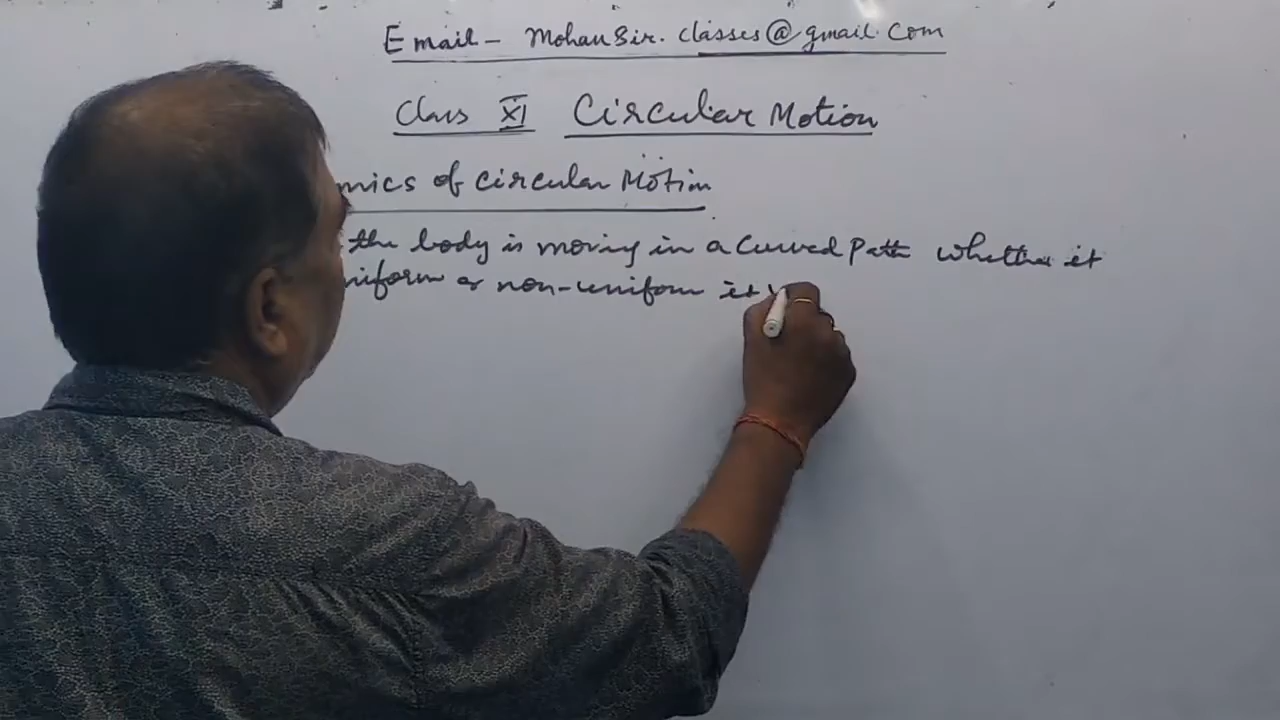 Email - MohanSir.classes@gmail.com
Class XI Circular Motion
mics of Circular Motion
the body is moving in a Curved Path whether it
niform or non-uniform it